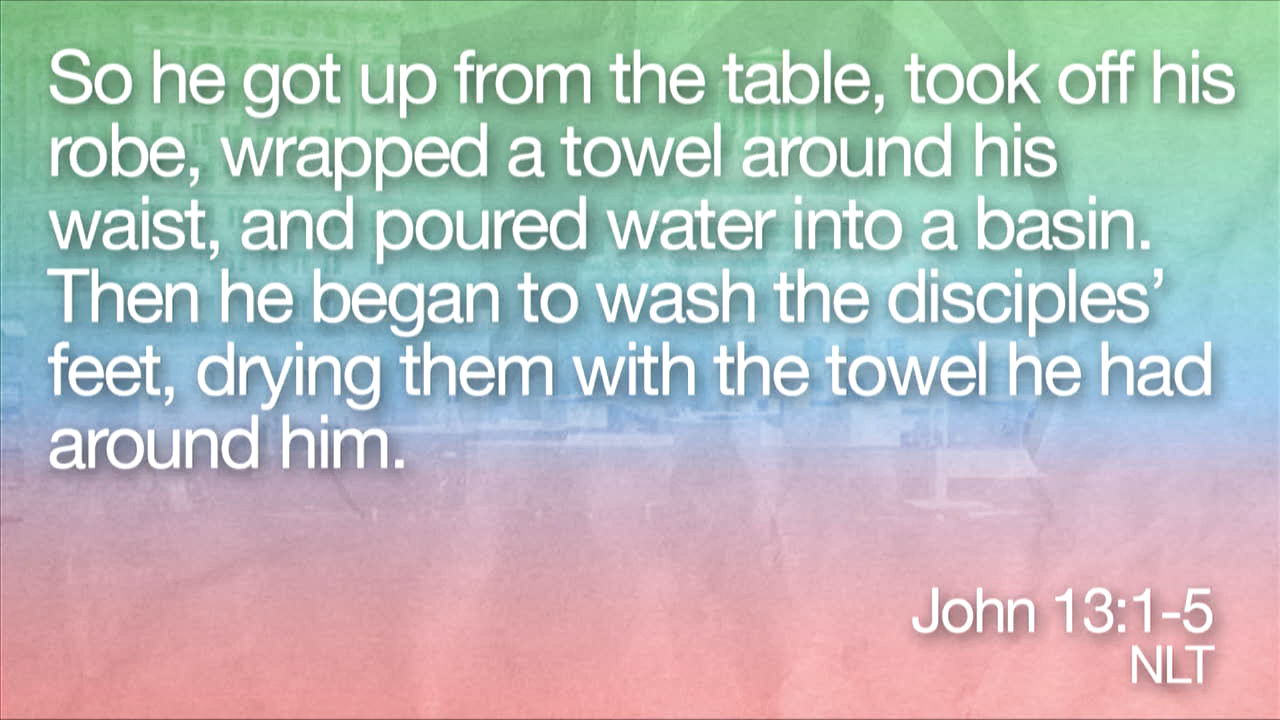 So he got up from the table, took off his
robe, wrapped a towel around his
waist, and poured water into a basin.
Then he began to wash the disciples’
feet, drying them with the towel he had
around him.
John 13:1-5
NLT